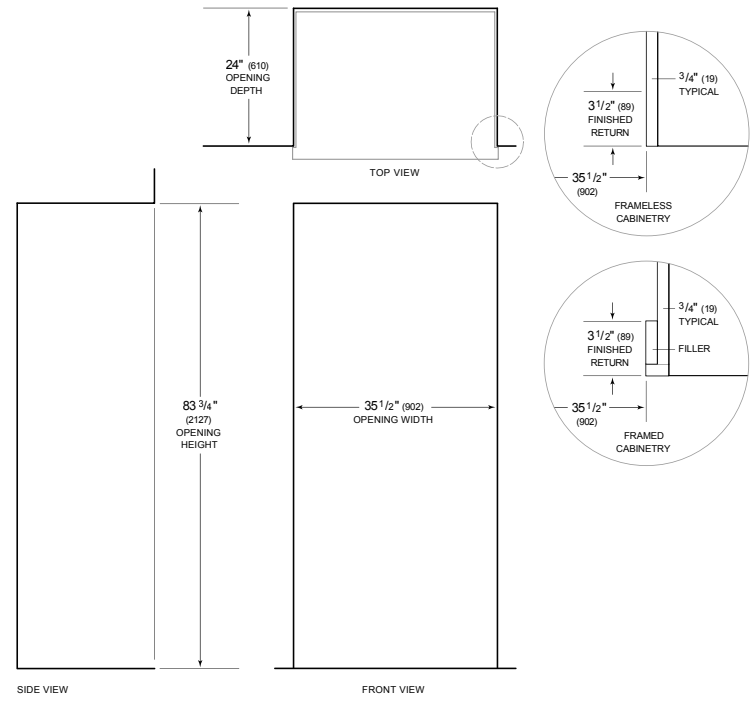 24" (610)
OPENING
DEPTH
TOP VIEW
3/4" (19)
TYPICAL
3 1/2" (89)
FINISHED
RETURN
35 1/2"
(902)
FRAMELESS
CABINETRY
3/4" (19)
TYPICAL
3 1/2" (89)
FINISHED
RETURN
FILLER
35 1/2"
(902)
FRAMED
CABINETRY
83 3/4"
(2127)
OPENING
HEIGHT
35 1/2" (902)
OPENING WIDTH
SIDE VIEW
FRONT VIEW